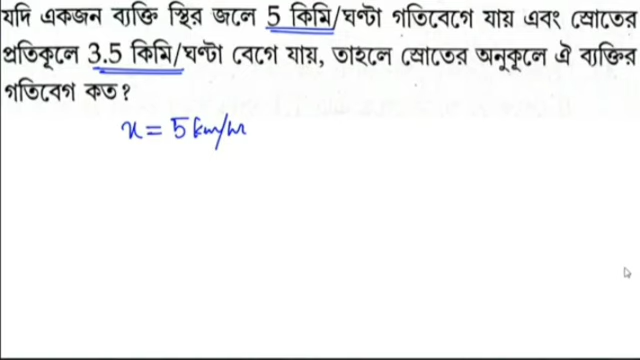 যদি একজন ব্যক্তি স্থির জলে 5 কিমি/ঘণ্টা গতিবেগে যায় এবং স্রোতের
প্রতিকূলে 3.5 কিমি/ঘণ্টা বেগে যায়, তাহলে স্রোতের অনুকূলে ঐ ব্যক্তির
গতিবেগ কত?
x = 5 km/hr